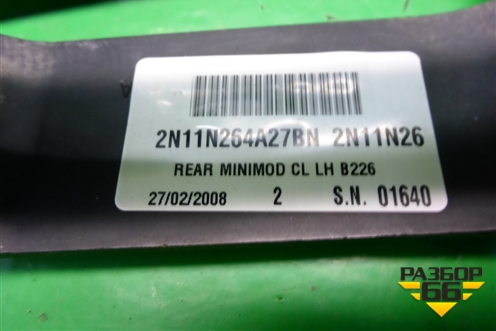 2N11N264A27BN 2N11N26
REAR MINIMOD CL LH B226
27/02/2008 2 S.N. 01640
РАЗБОР
66